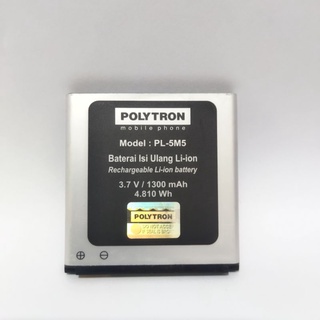 POLYTRON
mobile phone
Model : PL-5M5
Baterai Isi Ulang Li-ion
Rechargeable Li-ion battery
3.7 V / 1300 mAh
4.810 Wh
POLYTRON